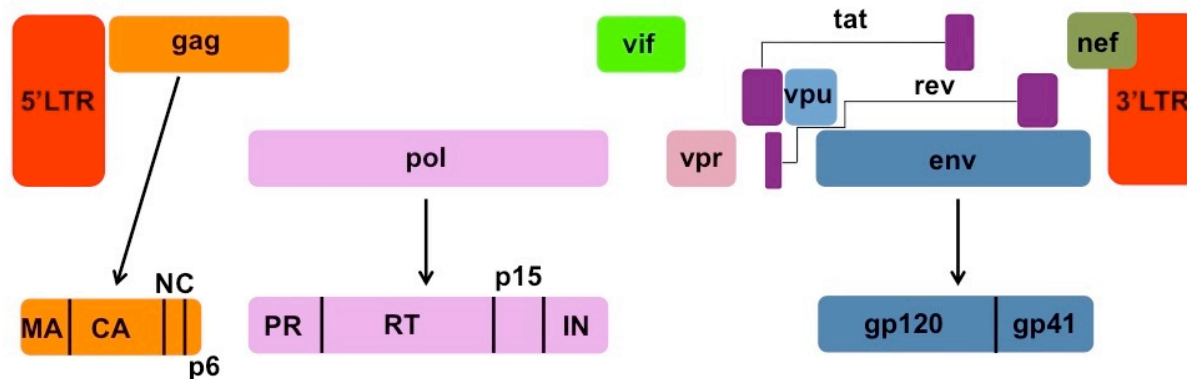 5'LTR
gag
vif
tat
vpu
rev
nef
3'LTR
pol
vpr
env
MA
CA
NC
p6
PR
RT
p15
IN
gp120
gp41